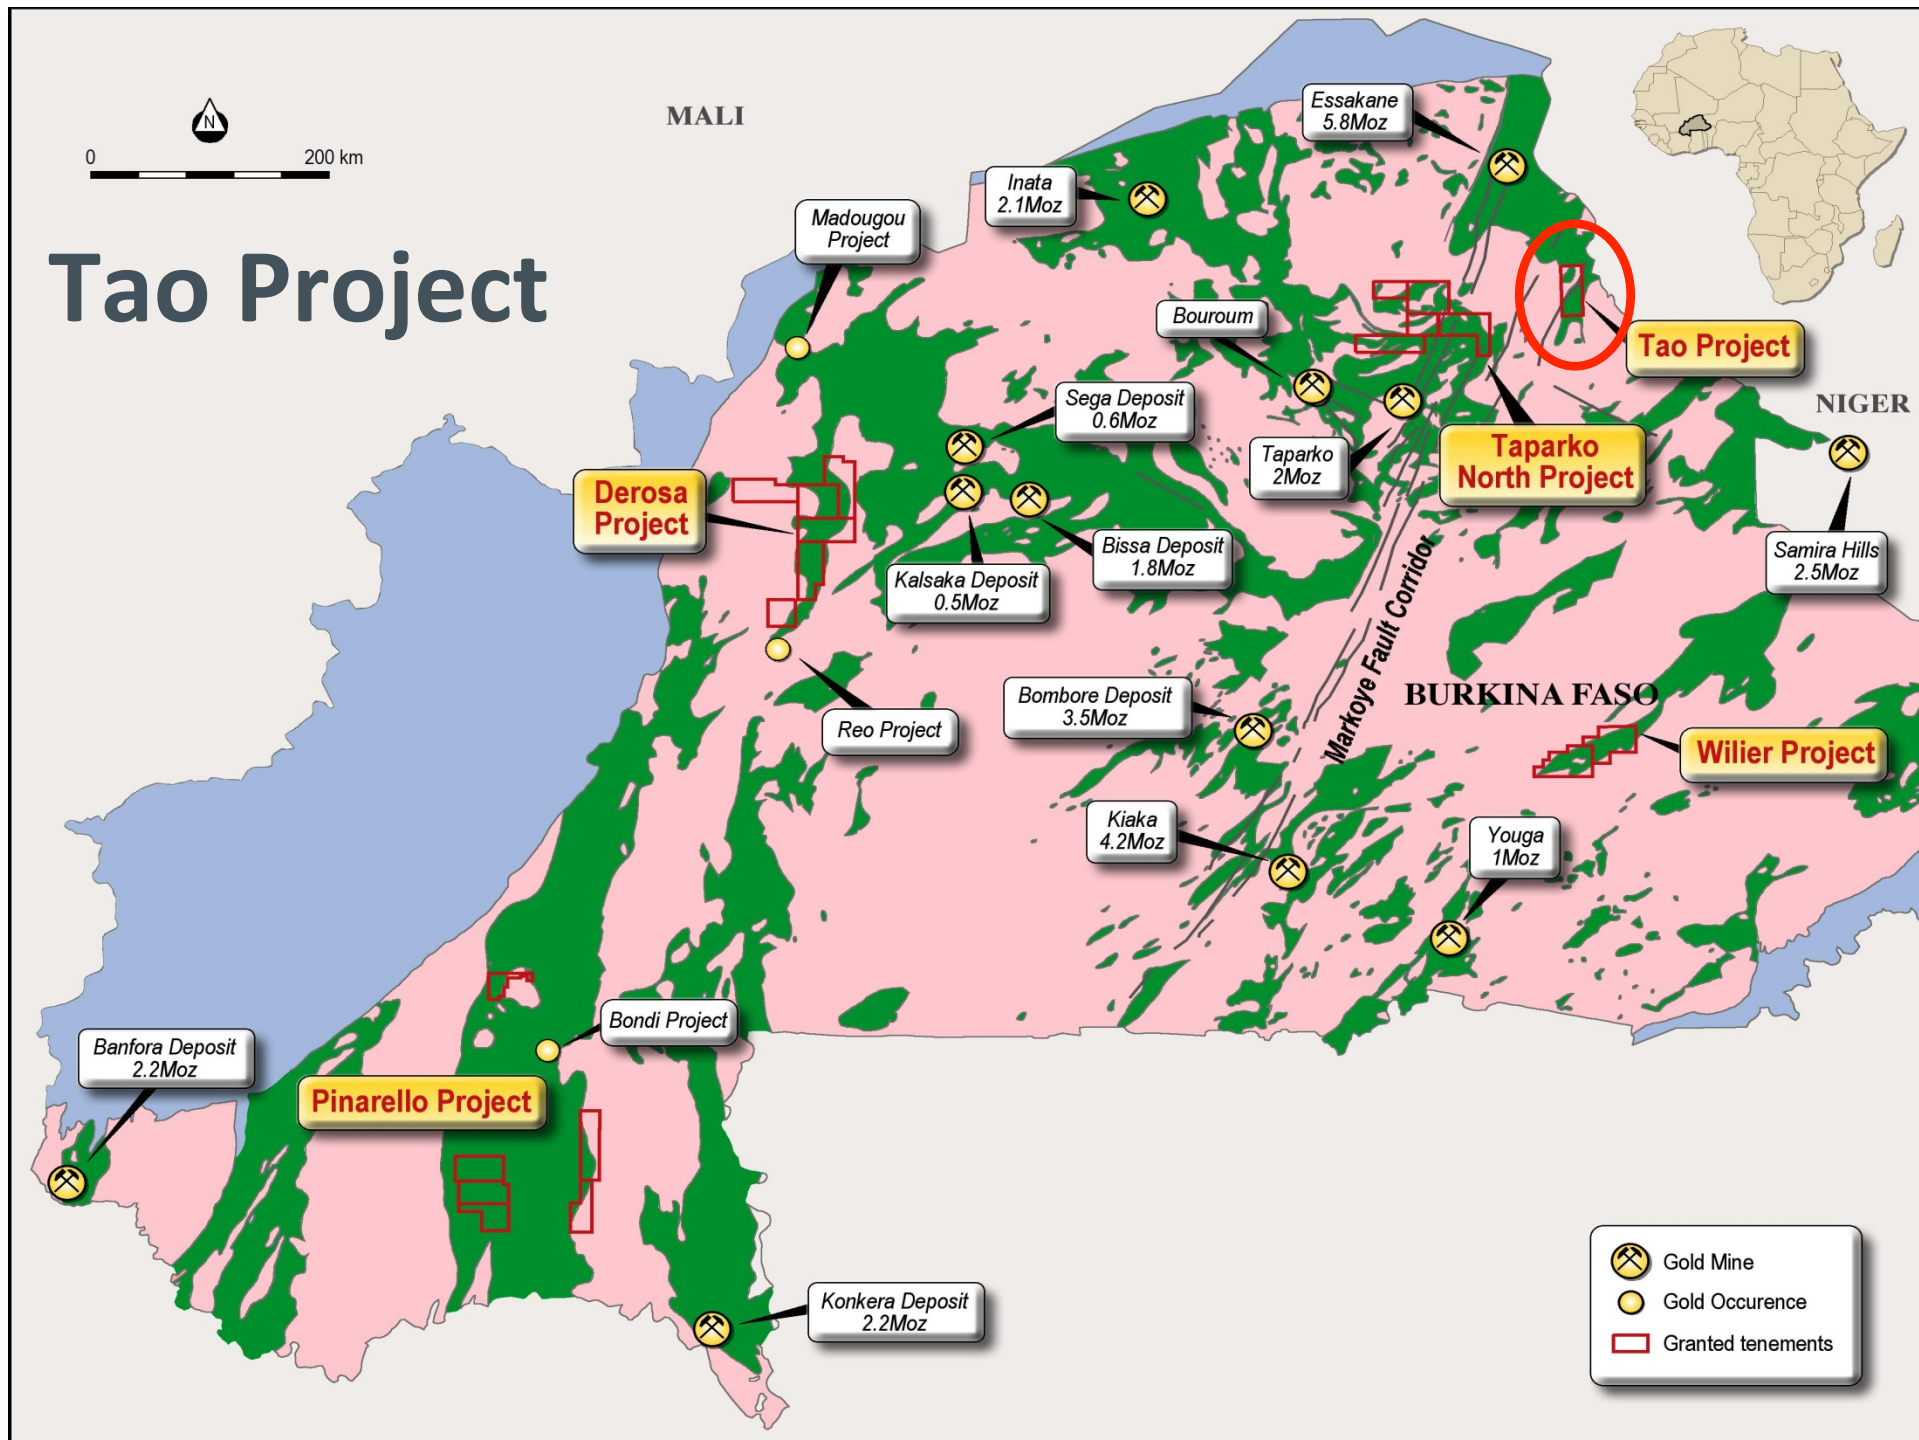 Tao Project
N
0
200 km
MALI
Essakane
5.8Moz
Inata
2.1Moz
Madougou
Project
Bouroum
Tao Project
Sega Deposit
0.6Moz
NIGER
Taparko
2Moz
Taparko
North Project
Derosa
Project
Bissa Deposit
1.8Moz
Samira Hills
2.5Moz
Kalsaka Deposit
0.5Moz
Markoye Fault Corridor
Bombore Deposit
3.5Moz
BURKINA FASO
Reo Project
Wilier Project
Kiaka
4.2Moz
Youga
1Moz
Bondi Project
Banfora Deposit
2.2Moz
Pinarello Project
Konkera Deposit
2.2Moz
Gold Mine
Gold Occurence
Granted tenements